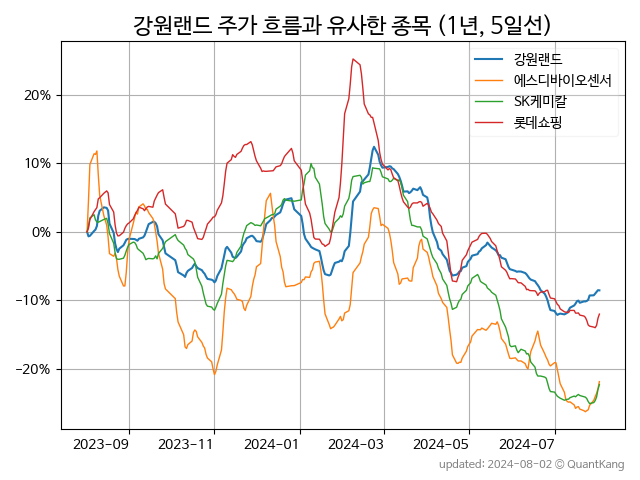 강원랜드 주가 흐름과 유사한 종목 (1년, 5일선)
강원랜드
에스디바이오센서
SK케미칼
롯데쇼핑
20%
10%
0%
−10%
−20%
2023-09 2023-11 2024-01 2024-03 2024-05 2024-07
updated: 2024-08-02 © QuantKang